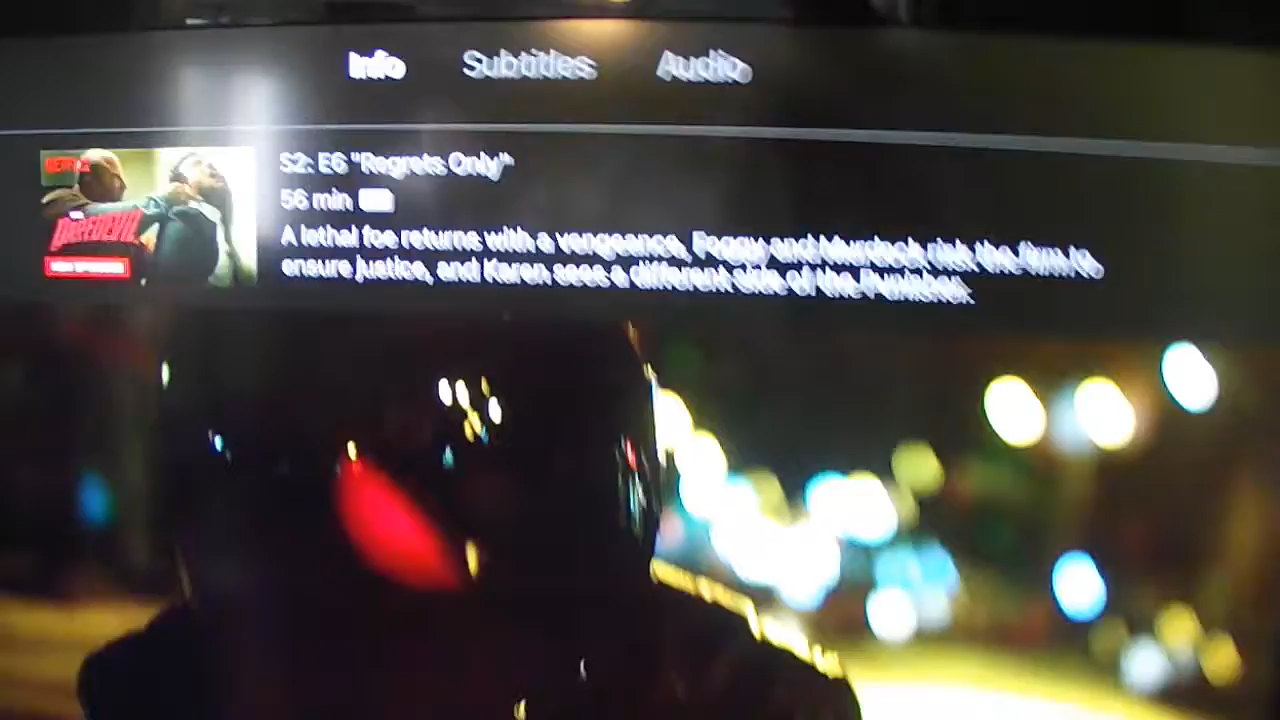 Info Subtitles Audio
NETFLIX
DAREDEVIL
S2: E6 "Regrets Only"
56 min
A lethal foe returns with a vengeance, Foggy and Murdock risk the firm to
ensure justice, and Karen sees a different side of the Punisher.